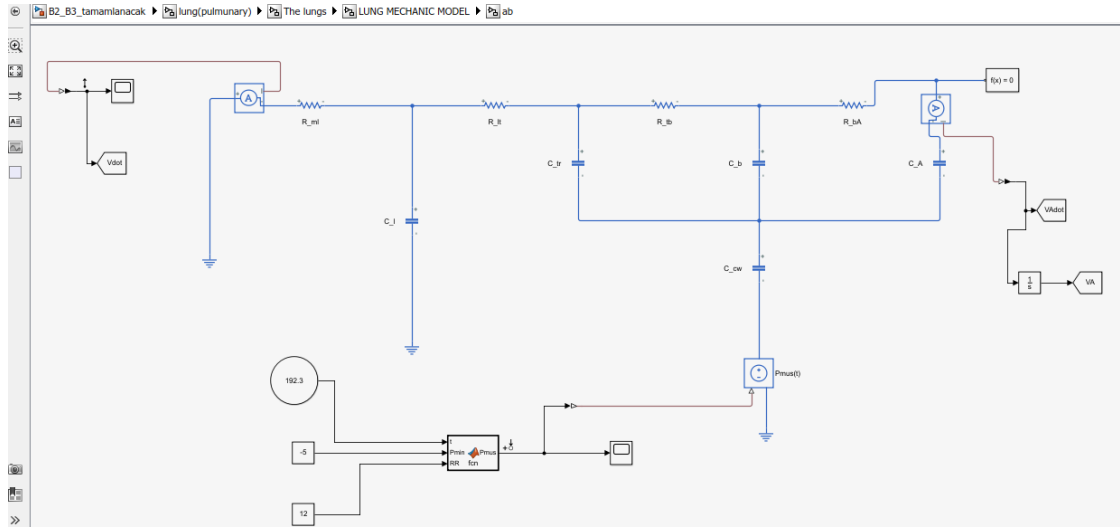 B2_B3_tamamlanacak ▶ lung(pulmunary) ▶ The lungs ▶ LUNG MECHANIC MODEL ▶ ab
f(x) = 0
R_ml
R_lt
R_tb
R_bA
Vdot
C_tr
C_b
C_A
VAdot
C_l
C_cw
1
s
VA
192.3
Pmus(t)
t
-5
Pmin
Pmus
RR
fcn
12